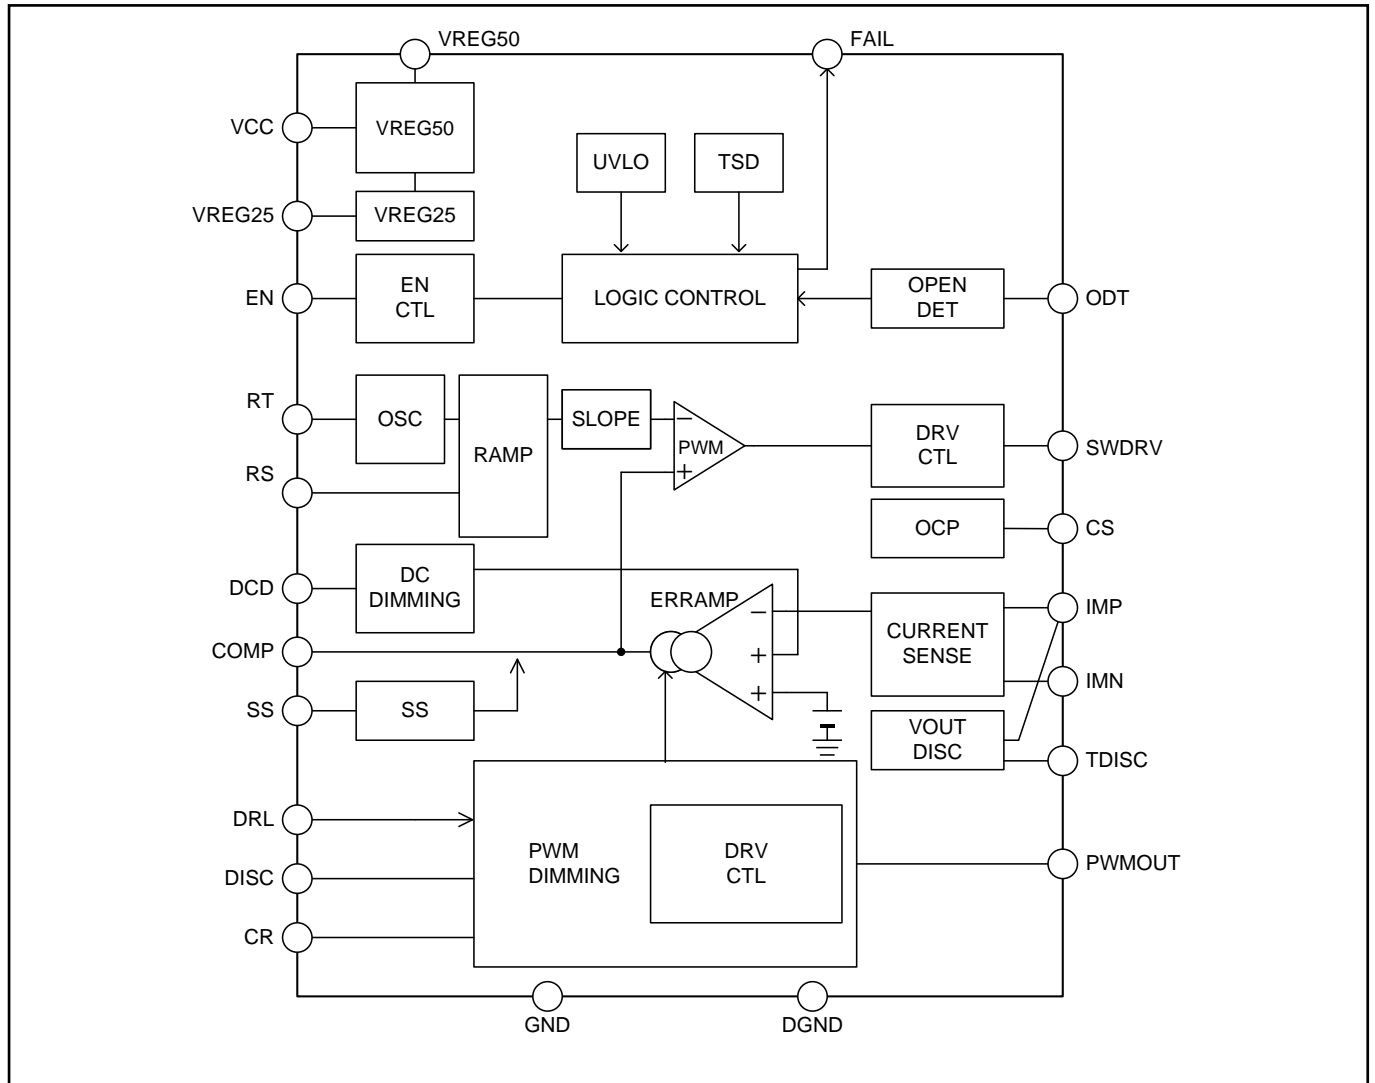 VREG50
FAIL
VCC
VREG50
UVLO
TSD
VREG25
VREG25
EN
EN
CTL
LOGIC CONTROL
OPEN
DET
ODT
RT
OSC
RAMP
SLOPE
−
PWM
+
DRV
CTL
SWDRV
RS
OCP
CS
DCD
DC
DIMMING
ERRAMP
−
+
+
CURRENT
SENSE
IMP
IMN
COMP
SS
SS
VOUT
DISC
TDISC
DRL
DISC
CR
PWM
DIMMING
DRV
CTL
PWMOUT
GND
DGND